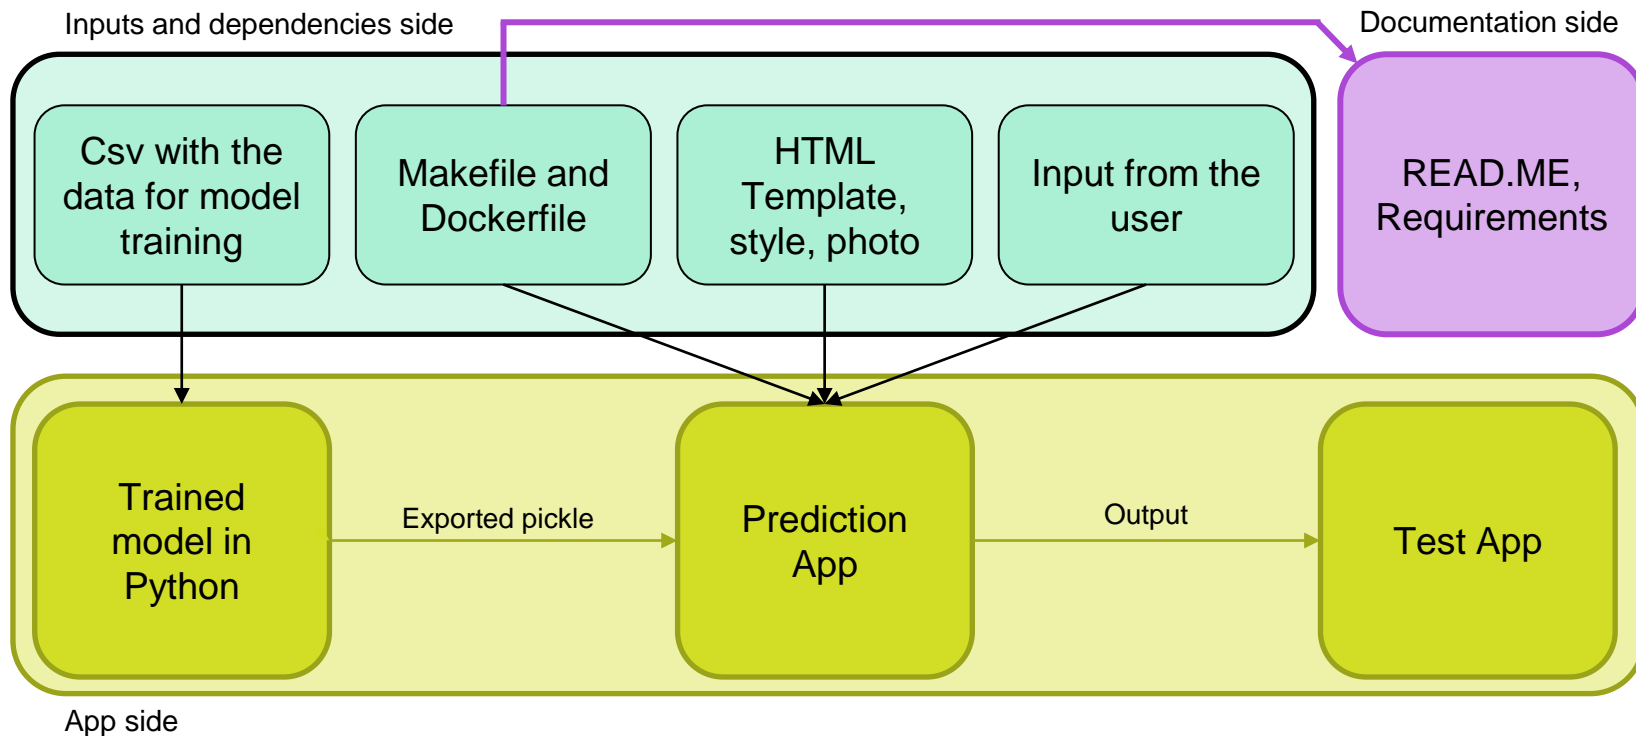 Inputs and dependencies side
Documentation side
Csv with the
data for model
training
Makefile and
Dockerfile
HTML
Template,
style, photo
Input from the
user
READ.ME,
Requirements
Trained
model in
Python
Exported pickle
Prediction
App
Output
Test App
App side